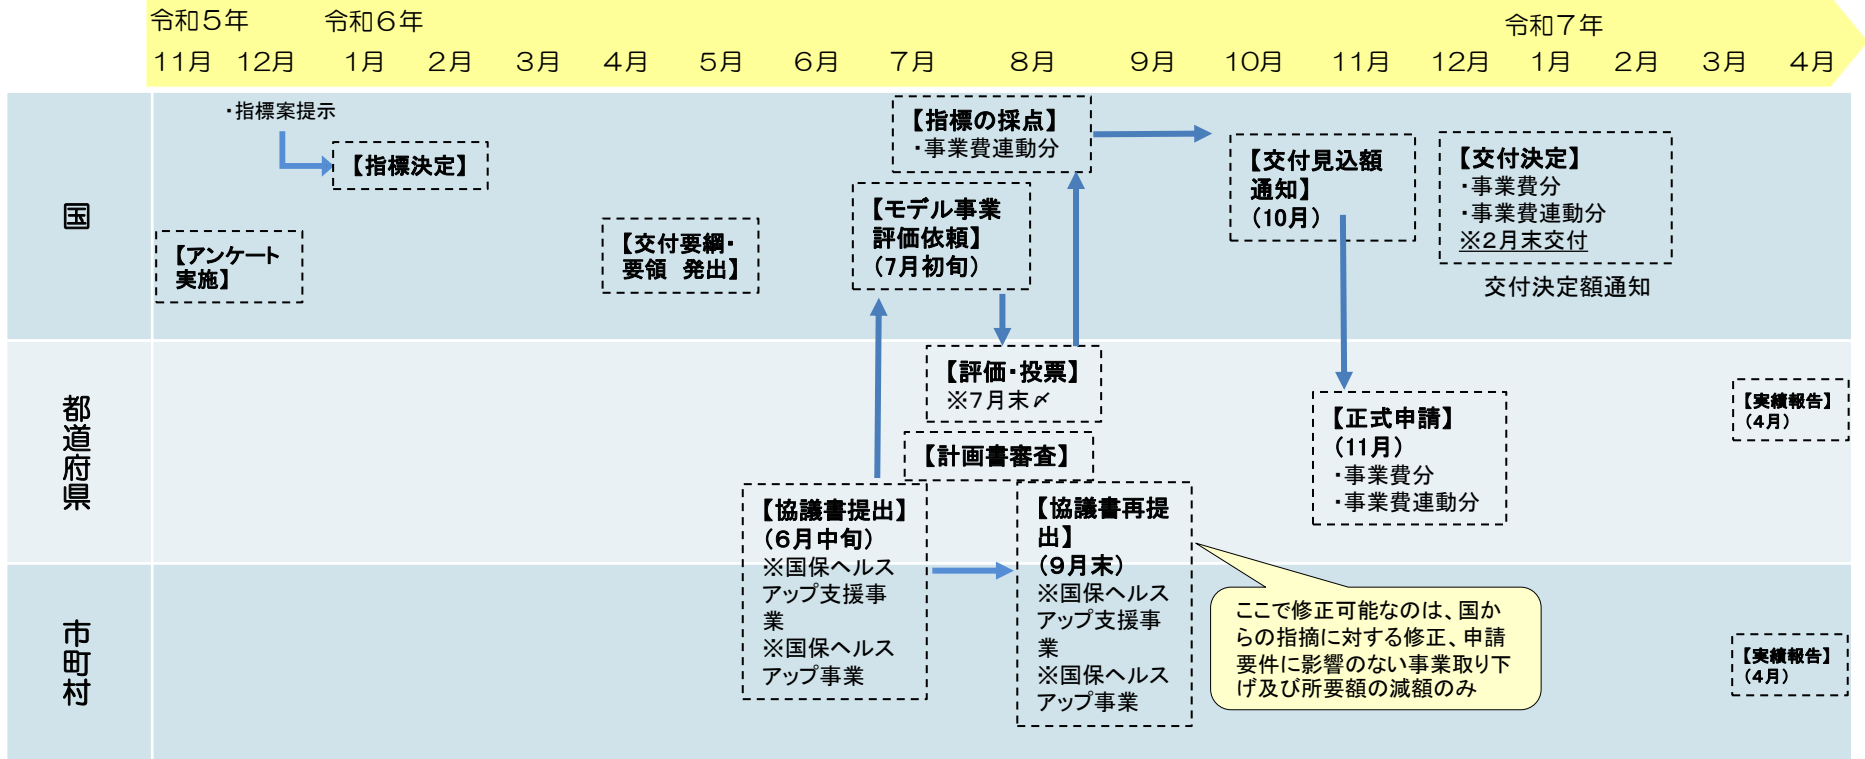 令和５年
令和６年
令和７年
11月 12月 1月 2月 3月 4月 5月 6月 7月 8月 9月 10月 11月 12月 1月 2月 3月 4月
国
・指標案提示
【指標決定】
【アンケート
実施】
【交付要綱・
要領　発出】
【モデル事業
評価依頼】
（7月初旬）
【指標の採点】
・事業費連動分
【交付見込額
通知】
（10月）
【交付決定】
・事業費分
・事業費連動分
※２月末交付
交付決定額通知
都道府県
【評価・投票】
※７月末〆
【計画書審査】
【協議書提出】
（６月中旬）
※国保ヘルス
アップ支援事
業
※国保ヘルス
アップ事業
【協議書再提
出】
（９月末）
※国保ヘルス
アップ支援事
業
※国保ヘルス
アップ事業
【正式申請】
（11月）
・事業費分
・事業費連動分
【実績報告】
（４月）
市町村
ここで修正可能なのは、国か
らの指摘に対する修正、申請
要件に影響のない事業取り下
げ及び所要額の減額のみ
【実績報告】
（４月）